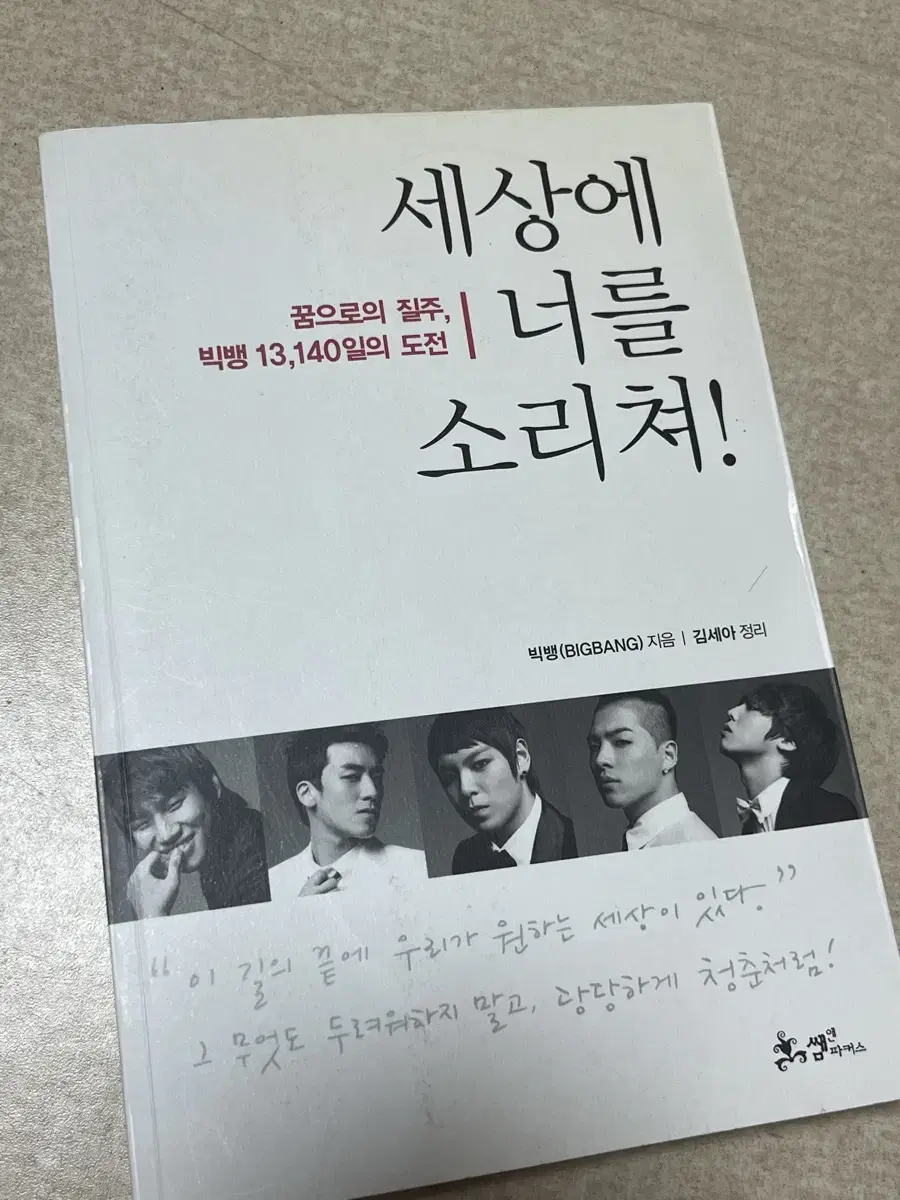 세상에
너를
소리쳐!
꿈으로의 질주,
빅뱅 13,140일의 도전
빅뱅(BIGBANG) 지음 | 김세아 정리
“이 길의 끝에 우리가 원하는 세상이 있다.”
그 무엇도 두려워하지 말고, 당당하게 청춘처럼!
쌤앤파커스